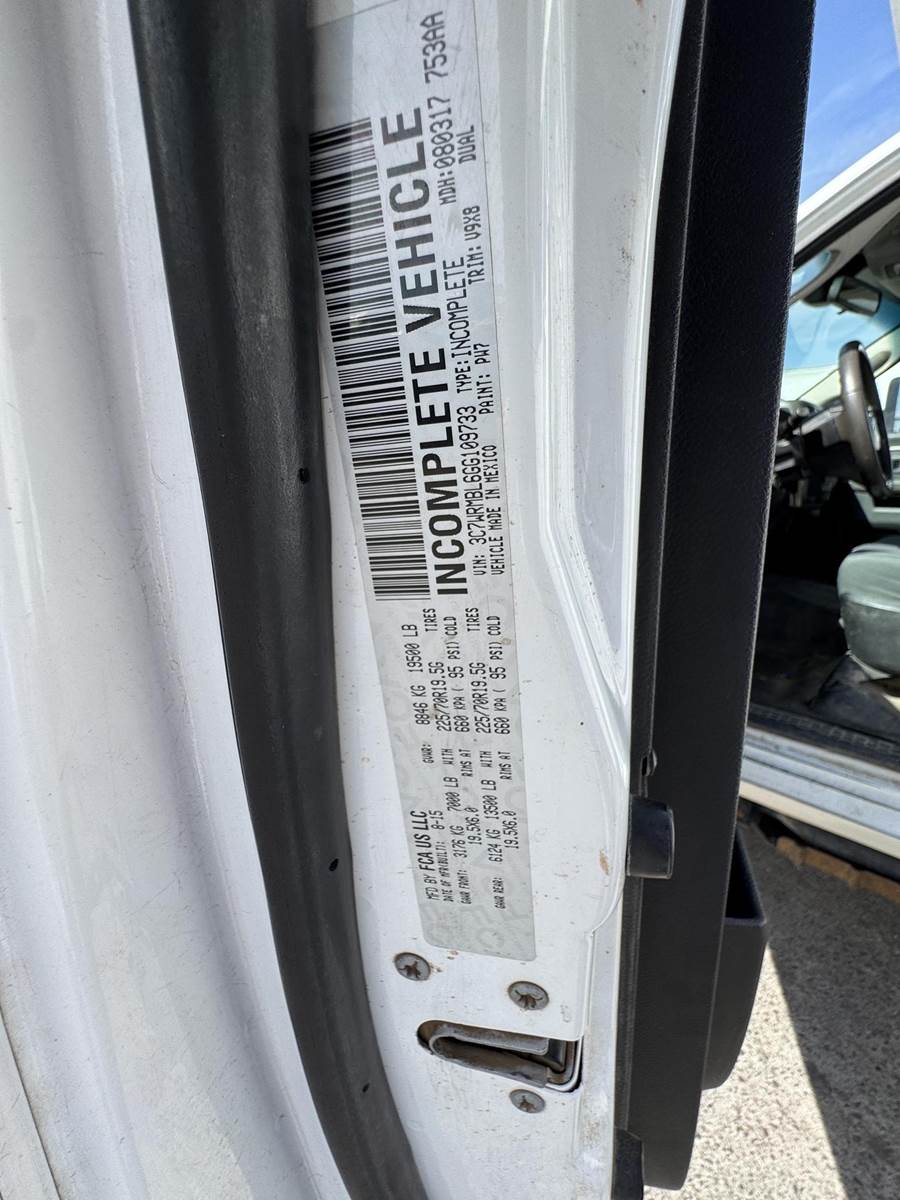 MFD BY FCA US LLC
DATE OF MFR(BUILT): 8-15
GVWR: 8846 KG 19500 LB
GAWR FRONT: 3176 KG 7000 LB WITH 225/70R19.5G TIRES
19.5X6.0 RIMS AT 660 KPA ( 95 PSI) COLD
GAWR REAR: 6124 KG 13500 LB WITH 225/70R19.5G TIRES
19.5X6.0 RIMS AT 660 KPA ( 95 PSI) COLD
INCOMPLETE VEHICLE
VIN: 3C7WRMBL6GG109733 TYPE:INCOMPLETE MDH:080317 753AA
VEHICLE MADE IN MEXICO PAINT: PW7 TRIM: V9X8 DUAL